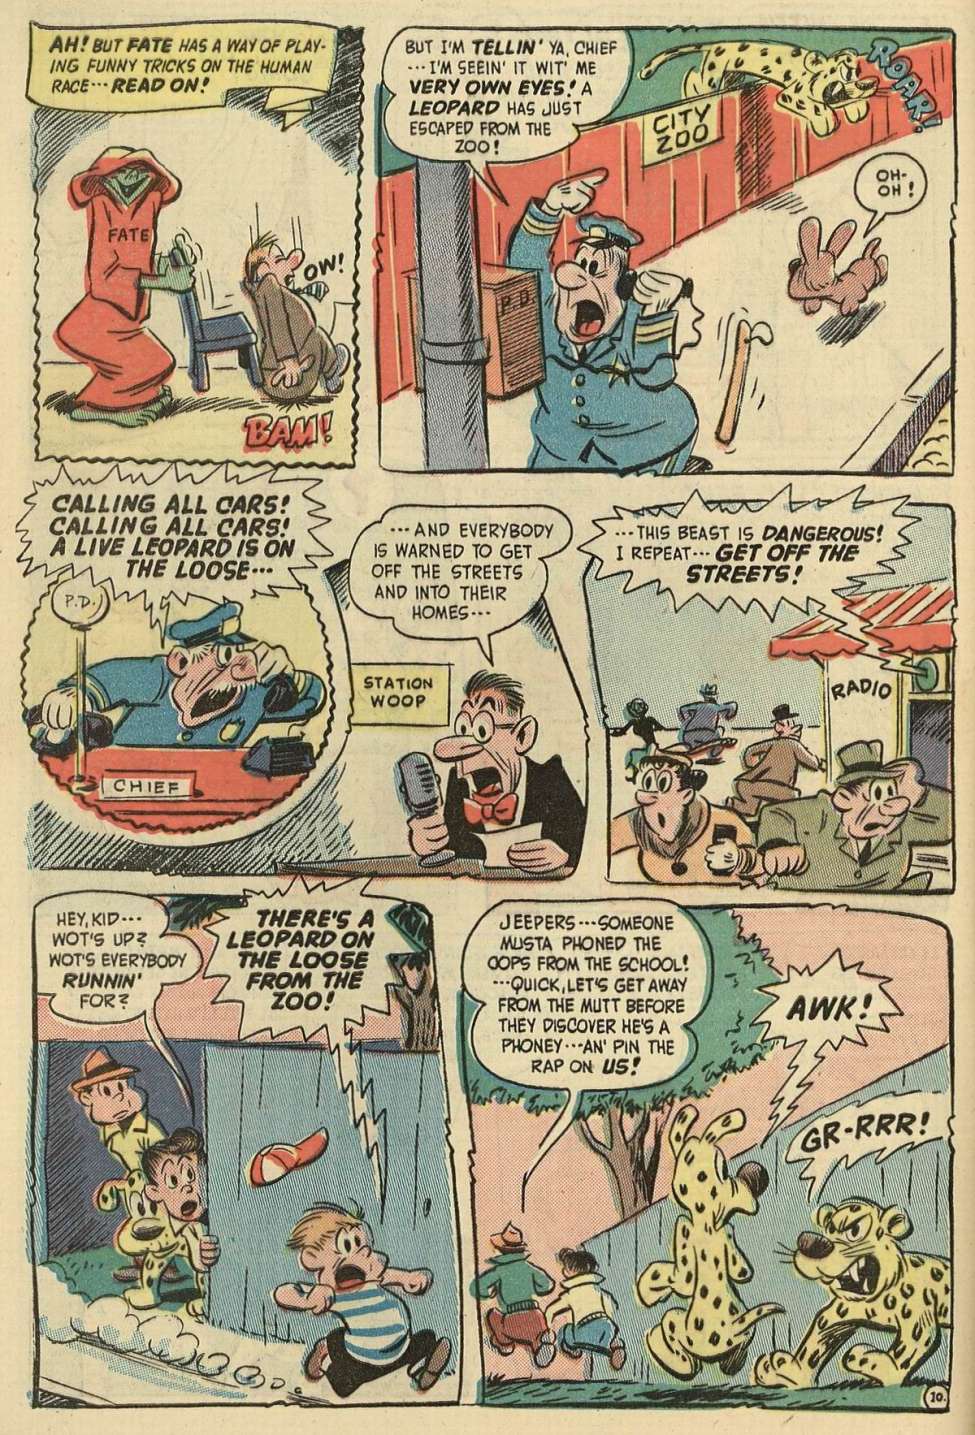 AH! BUT FATE HAS A WAY OF PLAY-
ING FUNNY TRICKS ON THE HUMAN
RACE--- READ ON!
FATE
OW!
BAM!
BUT I'M TELLIN' YA, CHIEF
---I'M SEEIN' IT WIT' ME
VERY OWN EYES! A
LEOPARD HAS JUST
ESCAPED FROM THE
ZOO!
CITY
ZOO
ROAR!
OH-
OH!
P.D.
CALLING ALL CARS!
CALLING ALL CARS!
A LIVE LEOPARD IS ON
THE LOOSE---
P.D.
CHIEF
---AND EVERYBODY
IS WARNED TO GET
OFF THE STREETS
AND INTO THEIR
HOMES---
STATION
WOOP
---THIS BEAST IS DANGEROUS!
I REPEAT--- GET OFF THE
STREETS!
RADIO
HEY, KID---
WOT'S UP?
WOT'S EVERYBODY
RUNNIN'
FOR?
THERE'S A
LEOPARD ON
THE LOOSE
FROM THE
ZOO!
JEEPERS---SOMEONE
MUSTA PHONED THE
COPS FROM THE SCHOOL!
---QUICK, LET'S GET AWAY
FROM THE MUTT BEFORE
THEY DISCOVER HE'S A
PHONEY---AN' PIN THE
RAP ON US!
AWK!
GR-RRR!
10.